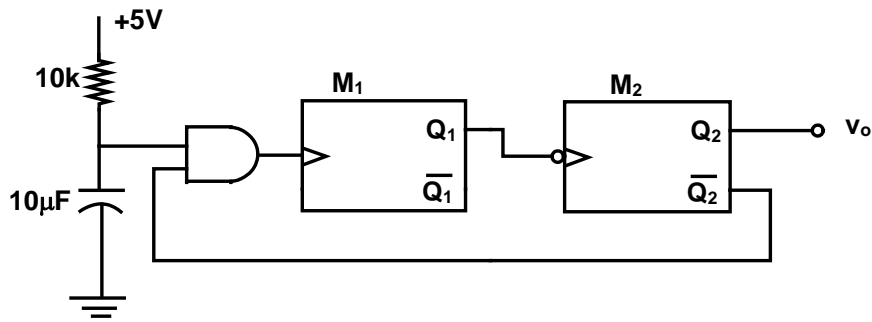 +5V
10k
M₁
M₂
Q₁
Q₂
v₀
Q̅₁̅
Q̅₂̅
10μF